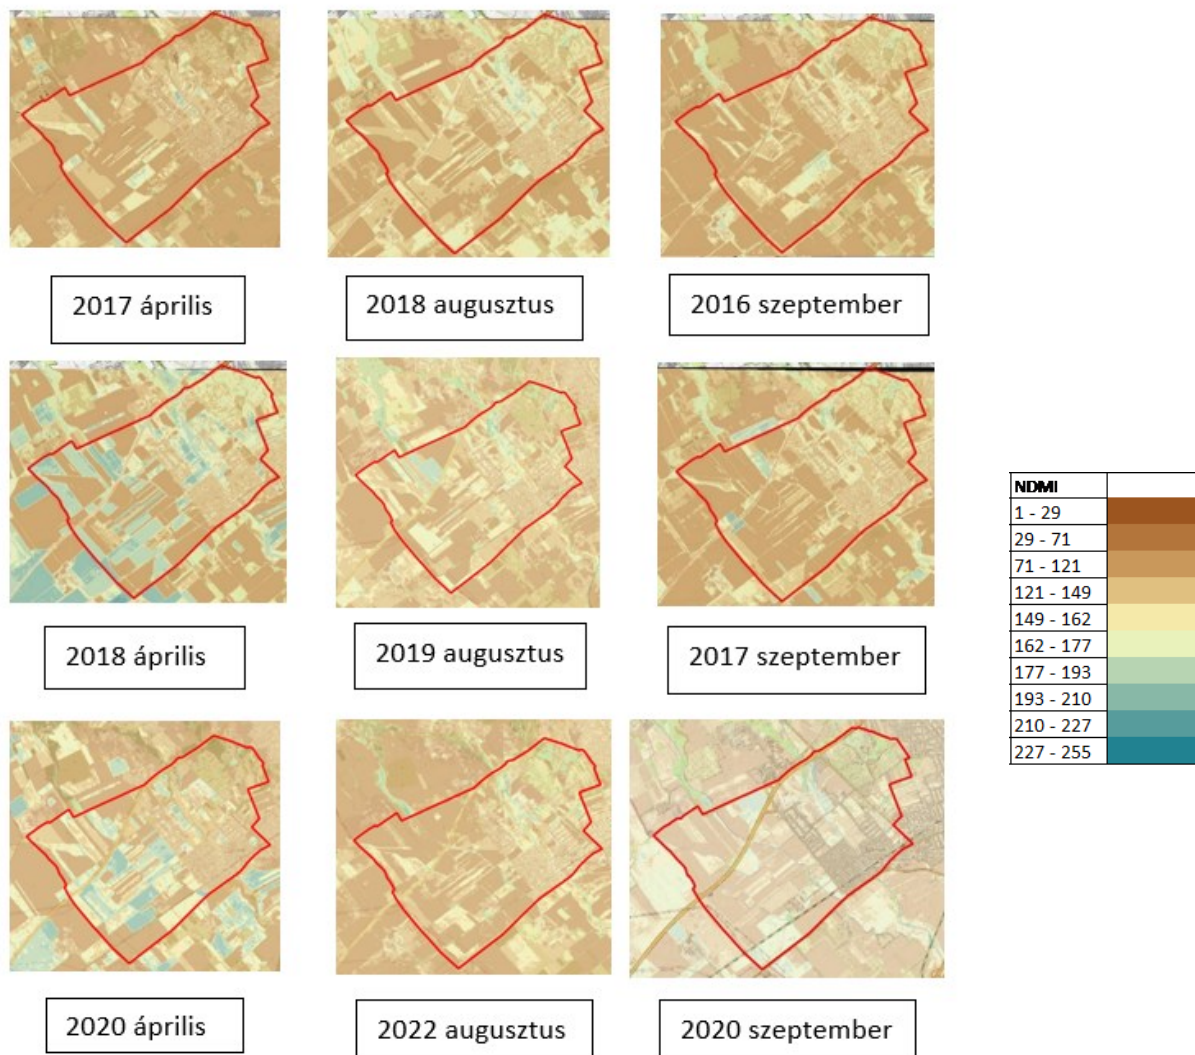 2017 április
2018 augusztus
2016 szeptember
2018 április
2019 augusztus
2017 szeptember
2020 április
2022 augusztus
2020 szeptember
NDMI
1 - 29
29 - 71
71 - 121
121 - 149
149 - 162
162 - 177
177 - 193
193 - 210
210 - 227
227 - 255